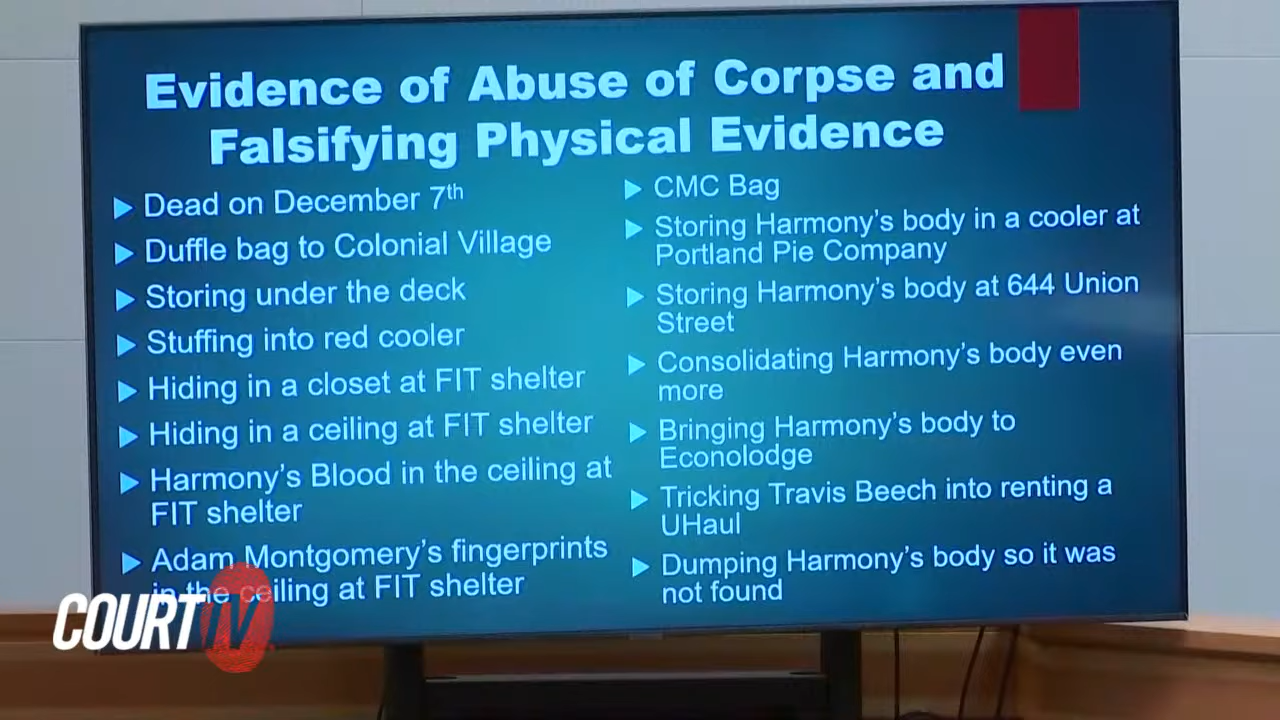 Evidence of Abuse of Corpse and
Falsifying Physical Evidence
Dead on December 7th
Duffle bag to Colonial Village
Storing under the deck
Stuffing into red cooler
Hiding in a closet at FIT shelter
Hiding in a ceiling at FIT shelter
Harmony's Blood in the ceiling at
FIT shelter
Adam Montgomery's fingerprints
in the ceiling at FIT shelter
CMC Bag
Storing Harmony's body in a cooler at
Portland Pie Company
Storing Harmony's body at 644 Union
Street
Consolidating Harmony's body even
more
Bringing Harmony's body to
Econolodge
Tricking Travis Beech into renting a
UHaul
Dumping Harmony's body so it was
not found
COURT TV